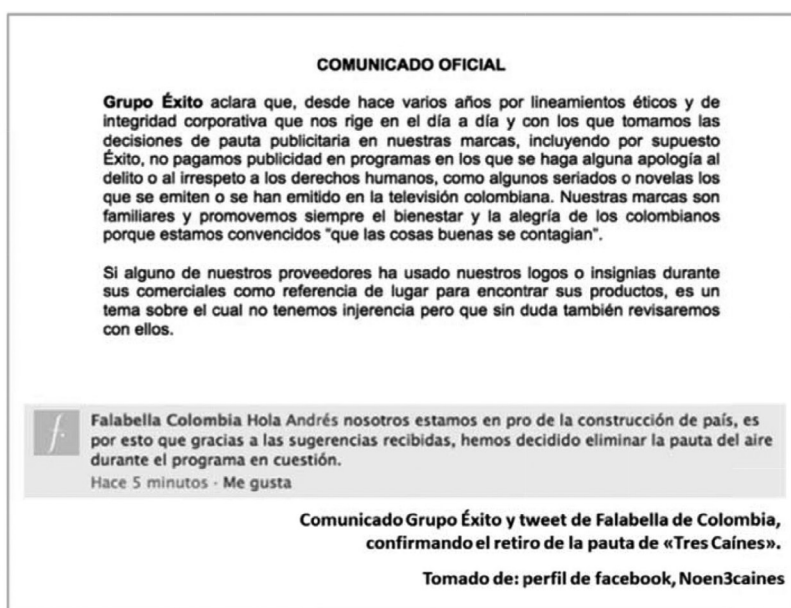 COMUNICADO OFICIAL
Grupo Éxito aclara que, desde hace varios años por lineamientos éticos y de
integridad corporativa que nos rige en el día a día y con los que tomamos las
decisiones de pauta publicitaria en nuestras marcas, incluyendo por supuesto
Éxito, no pagamos publicidad en programas en los que se haga alguna apología al
delito o al irrespeto a los derechos humanos, como algunos seriados o novelas los
que se emiten o se han emitido en la televisión colombiana. Nuestras marcas son
familiares y promovemos siempre el bienestar y la alegría de los colombianos
porque estamos convencidos "que las cosas buenas se contagian".
Si alguno de nuestros proveedores ha usado nuestros logos o insignias durante
sus comerciales como referencia de lugar para encontrar sus productos, es un
tema sobre el cual no tenemos injerencia pero que sin duda también revisaremos
con ellos.
f.
Falabella Colombia Hola Andrés nosotros estamos en pro de la construcción de país, es
por esto que gracias a las sugerencias recibidas, hemos decidido eliminar la pauta del aire
durante el programa en cuestión.
Hace 5 minutos · Me gusta
Comunicado Grupo Éxito y tweet de Falabella de Colombia,
confirmando el retiro de la pauta de «Tres Caínes».
Tomado de: perfil de facebook, Noen3caines